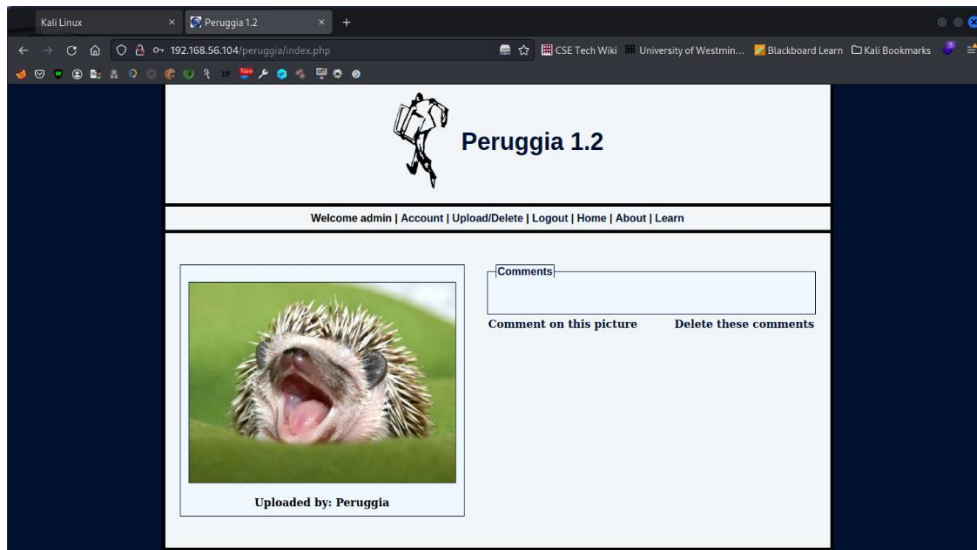 Kali Linux
Peruggia 1.2
192.168.56.104/peruggia/index.php
CSE Tech Wiki
University of Westmin...
Blackboard Learn
Kali Bookmarks
Peruggia 1.2
Welcome admin | Account | Upload/Delete | Logout | Home | About | Learn
Comments
Comment on this picture
Delete these comments
Uploaded by: Peruggia